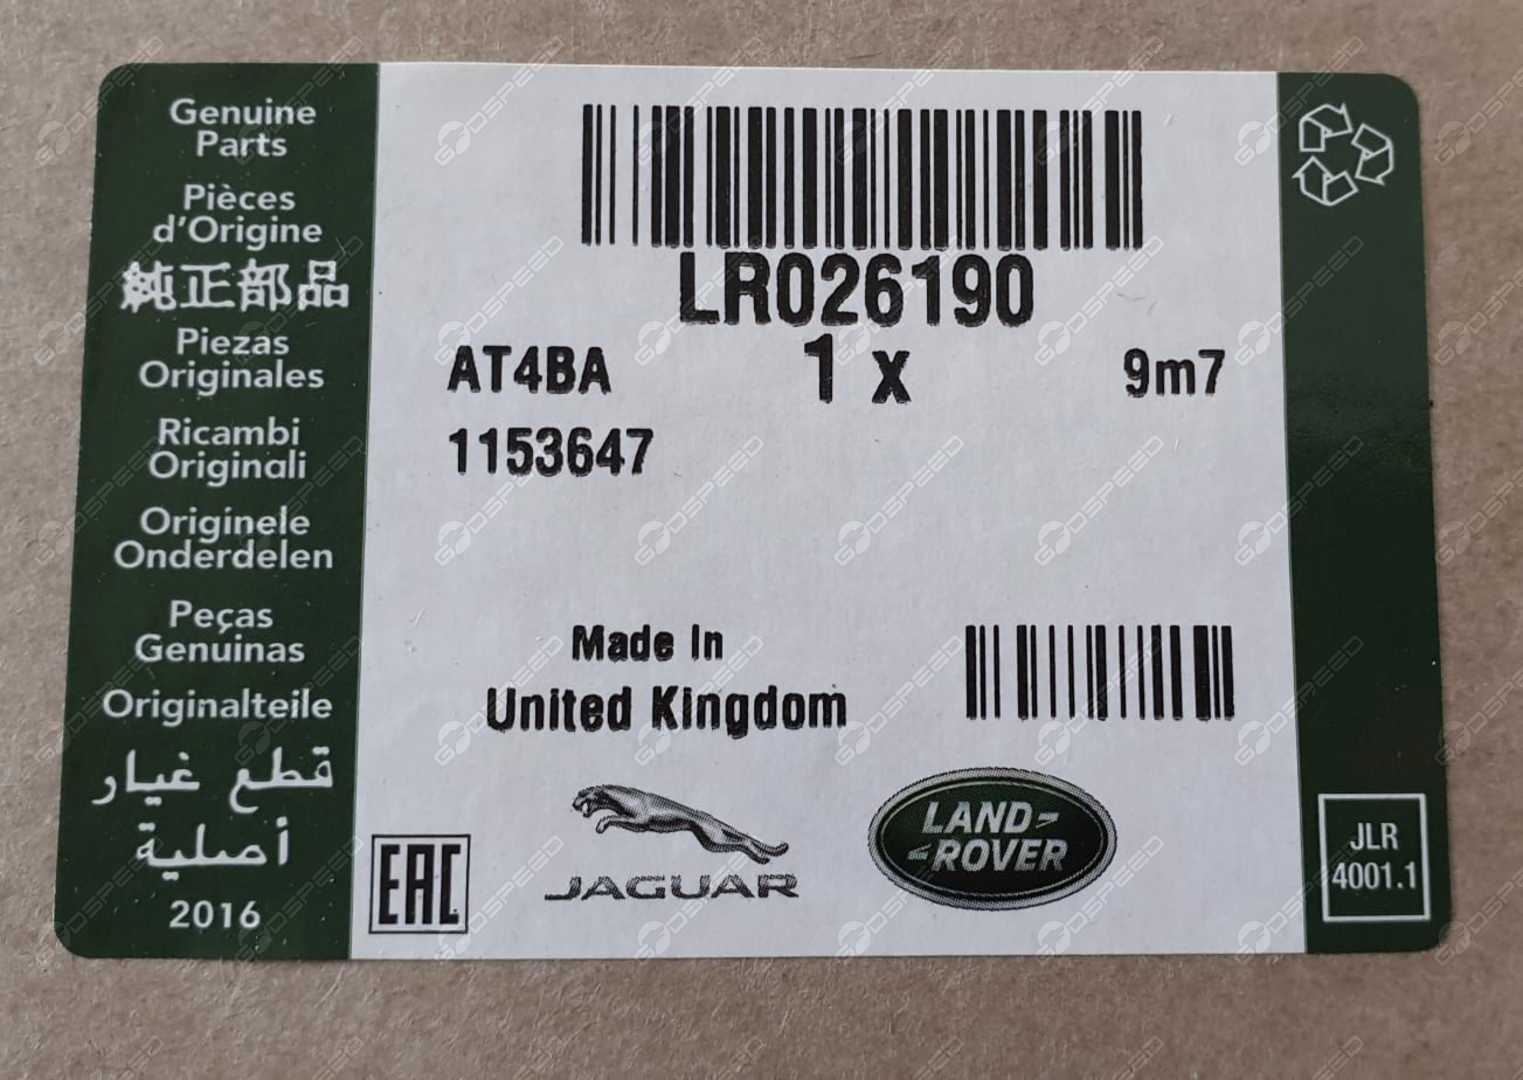 Genuine
Parts
Pièces
d'Origine
純正部品
Piezas
Originales
Ricambi
Originali
Originele
Onderdelen
Peças
Genuinas
Originalteile
قطع غيار
أصلية
2016
LR026190
AT4BA 1 x 9m7
1153647
Made In
United Kingdom
EAC
JAGUAR
LAND-
-ROVER
JLR
4001.1
GODSPEED